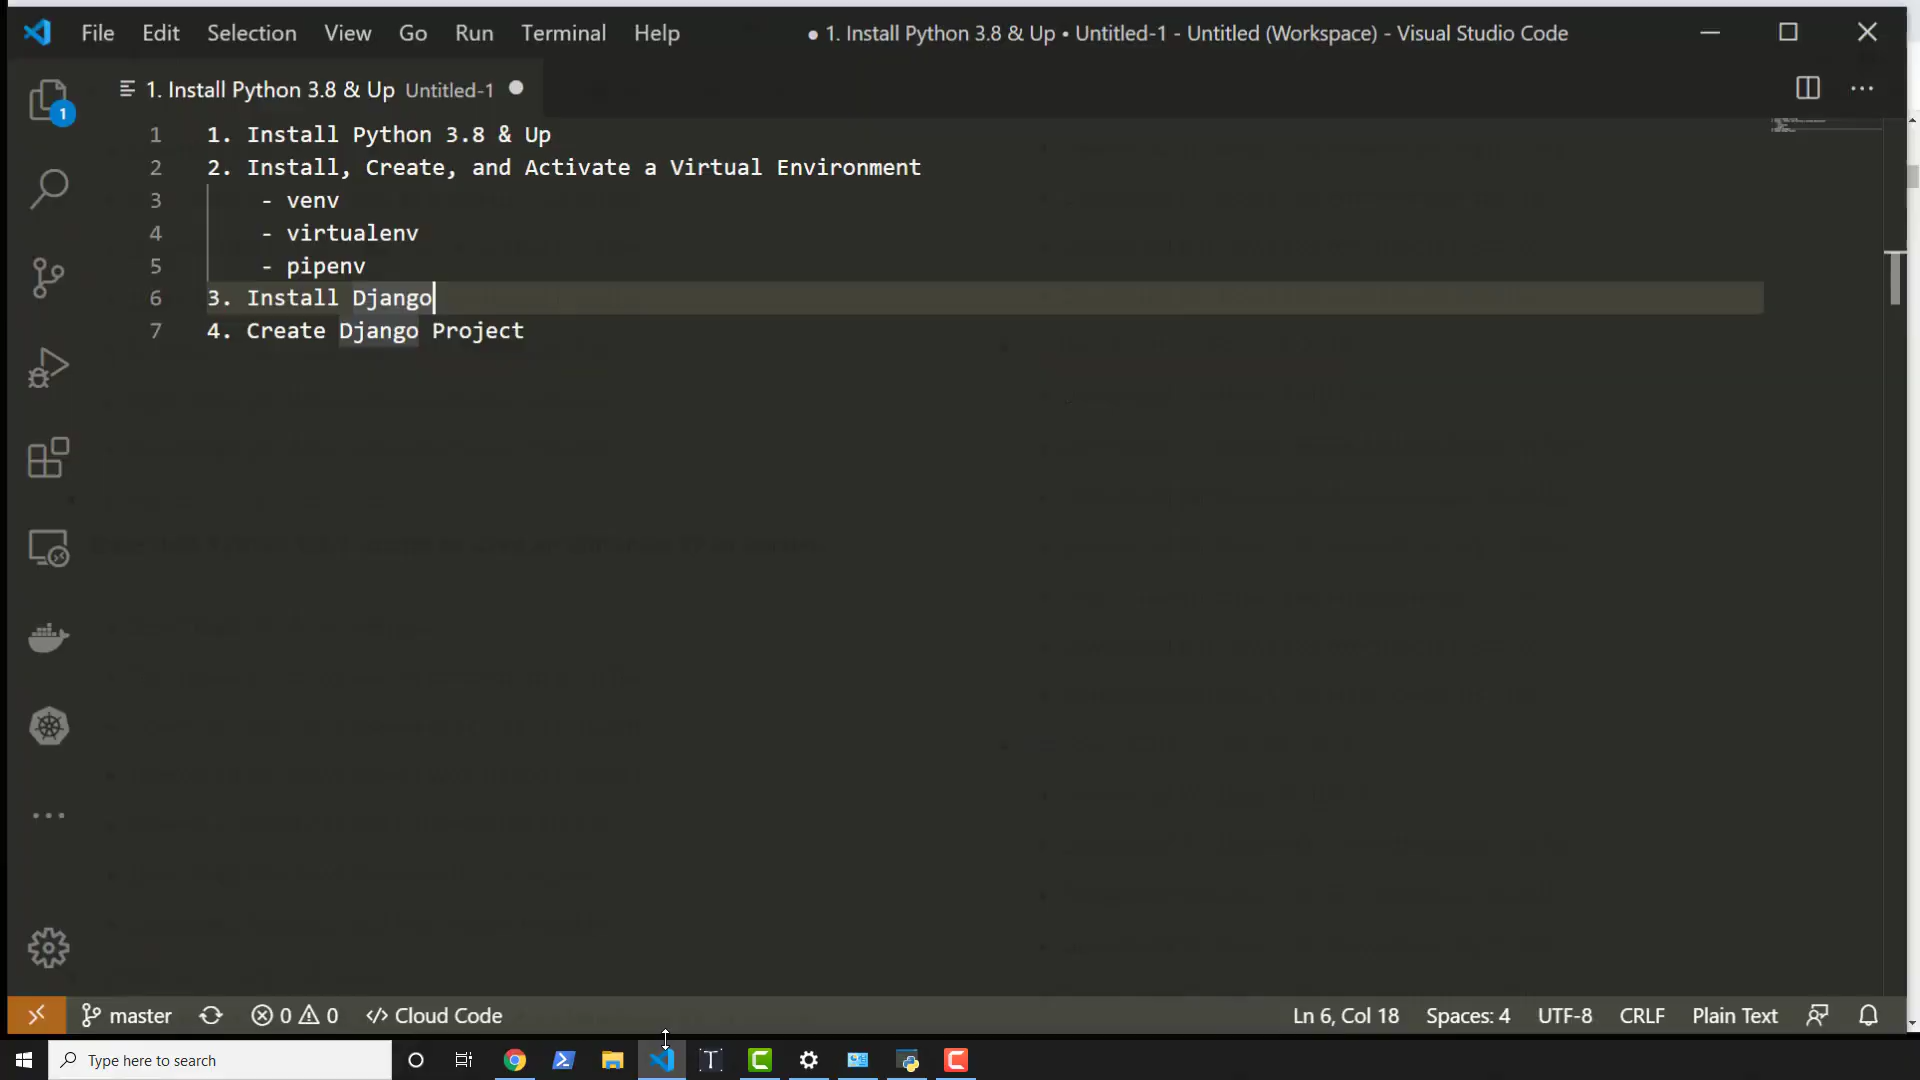 File Edit Selection View Go Run Terminal Help ● 1. Install Python 3.8 & Up • Untitled-1 - Untitled (Workspace) - Visual Studio Code
1. Install Python 3.8 & Up Untitled-1
1 1. Install Python 3.8 & Up
2 2. Install, Create, and Activate a Virtual Environment
3 - venv
4 - virtualenv
5 - pipenv
6 3. Install Django
7 4. Create Django Project
1
master 0 0 Cloud Code Ln 6, Col 18 Spaces: 4 UTF-8 CRLF Plain Text
Type here to search